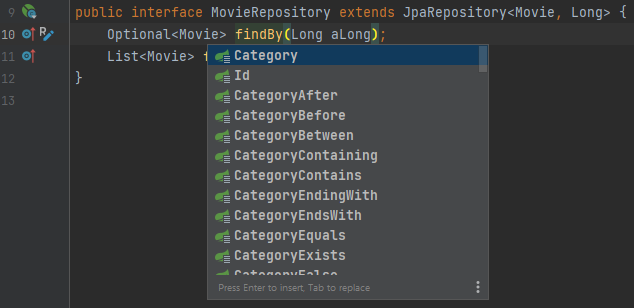 9 public interface MovieRepository extends JpaRepository<Movie, Long> {
10 Optional<Movie> findBy(Long aLong);
11 List<Movie> f
12 }
13
Category
Id
CategoryAfter
CategoryBefore
CategoryBetween
CategoryContaining
CategoryContains
CategoryEndingWith
CategoryEndsWith
CategoryEquals
CategoryExists
CategoryFalse
Press Enter to insert, Tab to replace